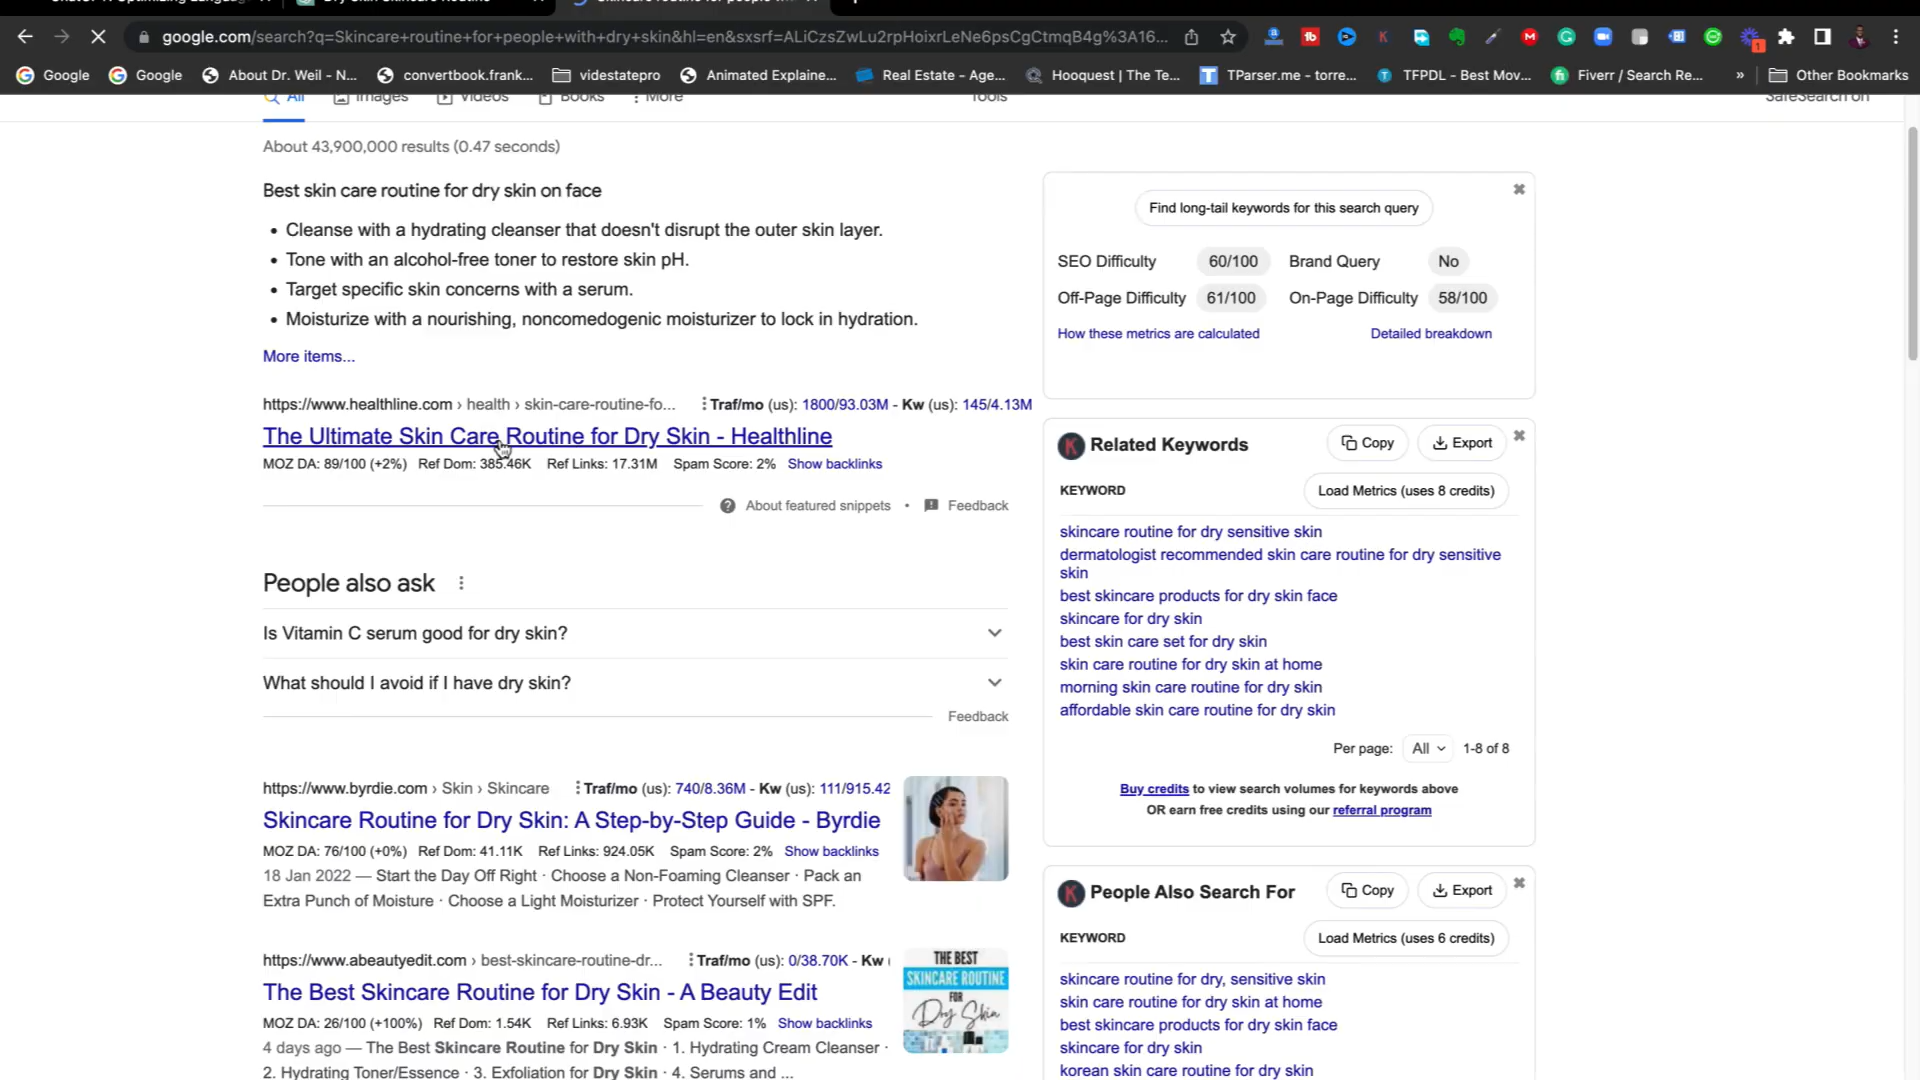 google.com/search?q=Skincare+routine+for+people+with+dry+skin&hl=en&sxsrf=ALiCzsZwLu2rpHoixrLeNe6psCgCtmqB4g%3A16...
Google
Google
About Dr. Weil - N...
convertbook.frank...
videstatepro
Animated Explaine...
Real Estate - Age...
Hooquest | The Te...
TParser.me - torre...
TFPDL - Best Mov...
Fiverr / Search Re...
»
Other Bookmarks
All
Images
Videos
Books
More
Tools
SafeSearch on
About 43,900,000 results (0.47 seconds)
Best skin care routine for dry skin on face
• Cleanse with a hydrating cleanser that doesn't disrupt the outer skin layer.
• Tone with an alcohol-free toner to restore skin pH.
• Target specific skin concerns with a serum.
• Moisturize with a nourishing, noncomedogenic moisturizer to lock in hydration.
More items...
https://www.healthline.com › health › skin-care-routine-fo... Traf/mo (us): 1800/93.03M - Kw (us): 145/4.13M
The Ultimate Skin Care Routine for Dry Skin - Healthline
MOZ DA: 89/100 (+2%) Ref Dom: 385.46K Ref Links: 17.31M Spam Score: 2% Show backlinks
About featured snippets • Feedback
People also ask
Is Vitamin C serum good for dry skin?
What should I avoid if I have dry skin?
Feedback
https://www.byrdie.com › Skin › Skincare Traf/mo (us): 740/8.36M - Kw (us): 111/915.42
Skincare Routine for Dry Skin: A Step-by-Step Guide - Byrdie
MOZ DA: 76/100 (+0%) Ref Dom: 41.11K Ref Links: 924.05K Spam Score: 2% Show backlinks
18 Jan 2022 — Start the Day Off Right · Choose a Non-Foaming Cleanser · Pack an
Extra Punch of Moisture · Choose a Light Moisturizer · Protect Yourself with SPF.
https://www.abeautyedit.com › best-skincare-routine-dr... Traf/mo (us): 0/38.70K - Kw (
The Best Skincare Routine for Dry Skin - A Beauty Edit
MOZ DA: 26/100 (+100%) Ref Dom: 1.54K Ref Links: 6.93K Spam Score: 1% Show backlinks
4 days ago — The Best Skincare Routine for Dry Skin · 1. Hydrating Cream Cleanser ·
2. Hydrating Toner/Essence · 3. Exfoliation for Dry Skin · 4. Serums and ...
THE BEST
SKINCARE ROUTINE
FOR
Dry Skin
Find long-tail keywords for this search query
SEO Difficulty 60/100 Brand Query No
Off-Page Difficulty 61/100 On-Page Difficulty 58/100
How these metrics are calculated
Detailed breakdown
Related Keywords
Copy
Export
KEYWORD
Load Metrics (uses 8 credits)
skincare routine for dry sensitive skin
dermatologist recommended skin care routine for dry sensitive
skin
best skincare products for dry skin face
skincare for dry skin
best skin care set for dry skin
skin care routine for dry skin at home
morning skin care routine for dry skin
affordable skin care routine for dry skin
Per page: All 1-8 of 8
Buy credits to view search volumes for keywords above
OR earn free credits using our referral program
People Also Search For
Copy
Export
KEYWORD
Load Metrics (uses 6 credits)
skincare routine for dry, sensitive skin
skin care routine for dry skin at home
best skincare products for dry skin face
skincare for dry skin
korean skin care routine for dry skin